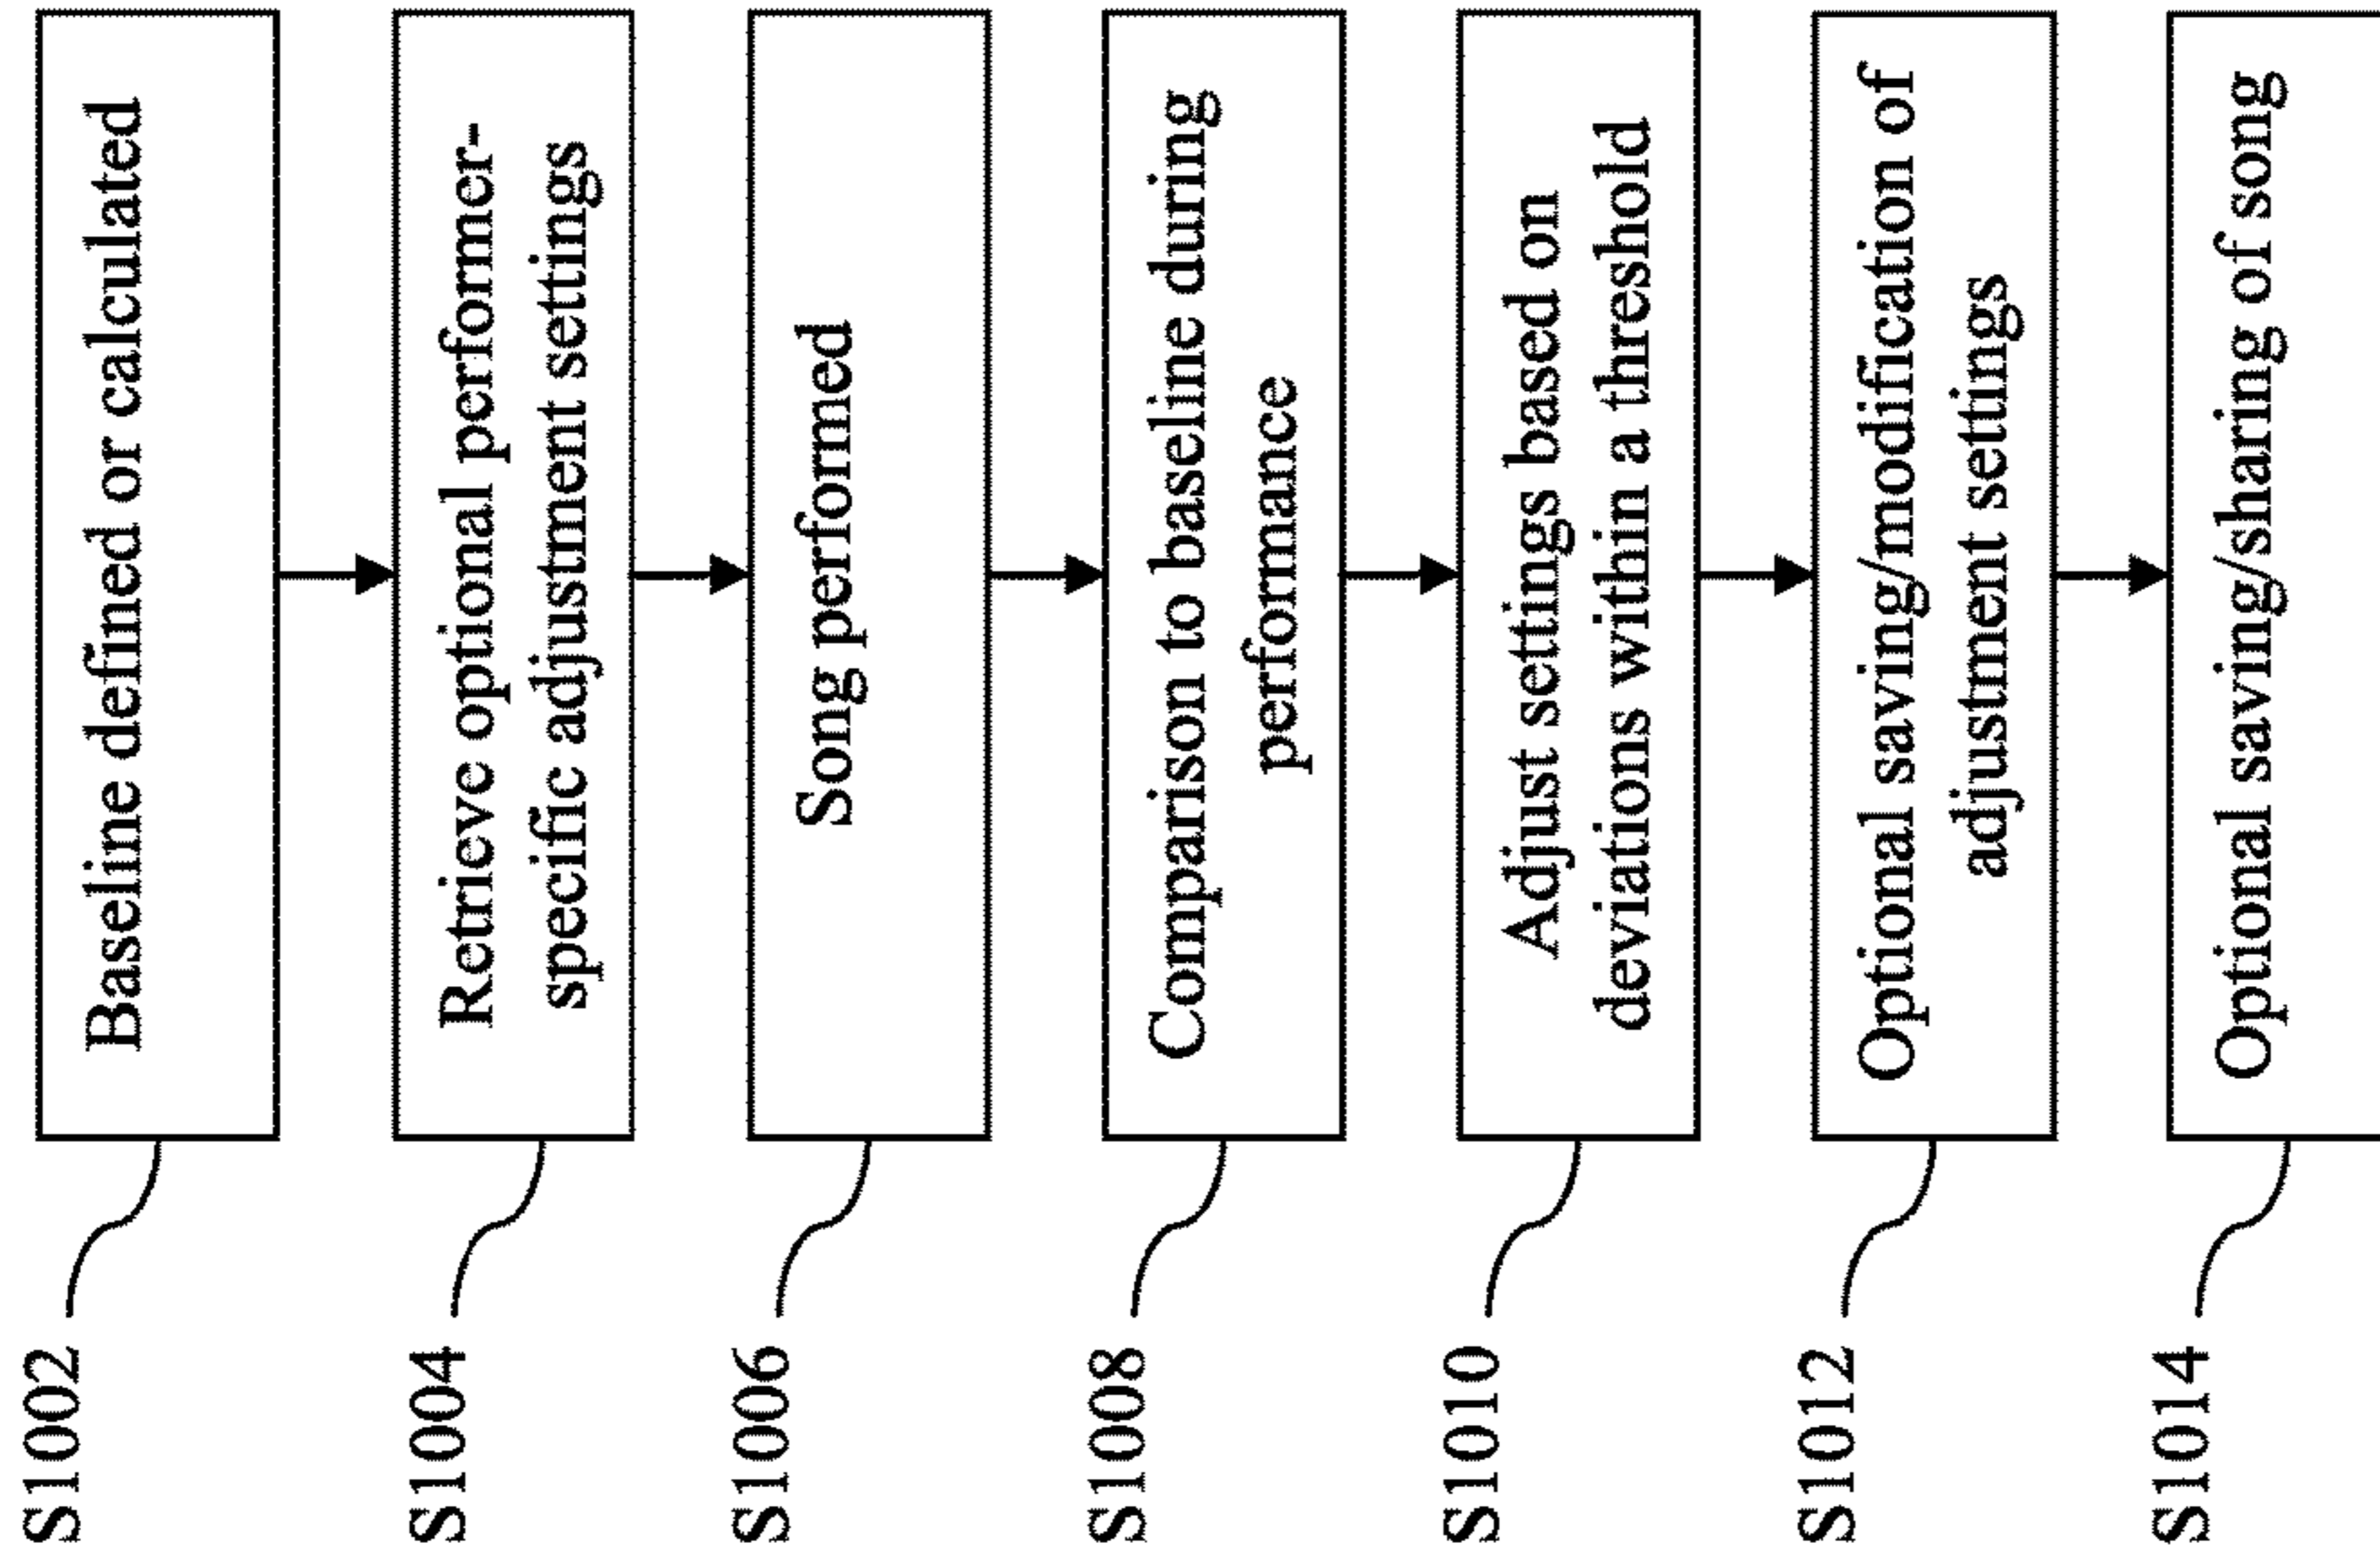 S1002
Baseline defined or calculated
S1004
Retrieve optional performer-
specific adjustment settings
S1006
Song performed
S1008
Comparison to baseline during
performance
S1010
Adjust settings based on
deviations within a threshold
S1012
Optional saving/modification of
adjustment settings
S1014
Optional saving/sharing of song